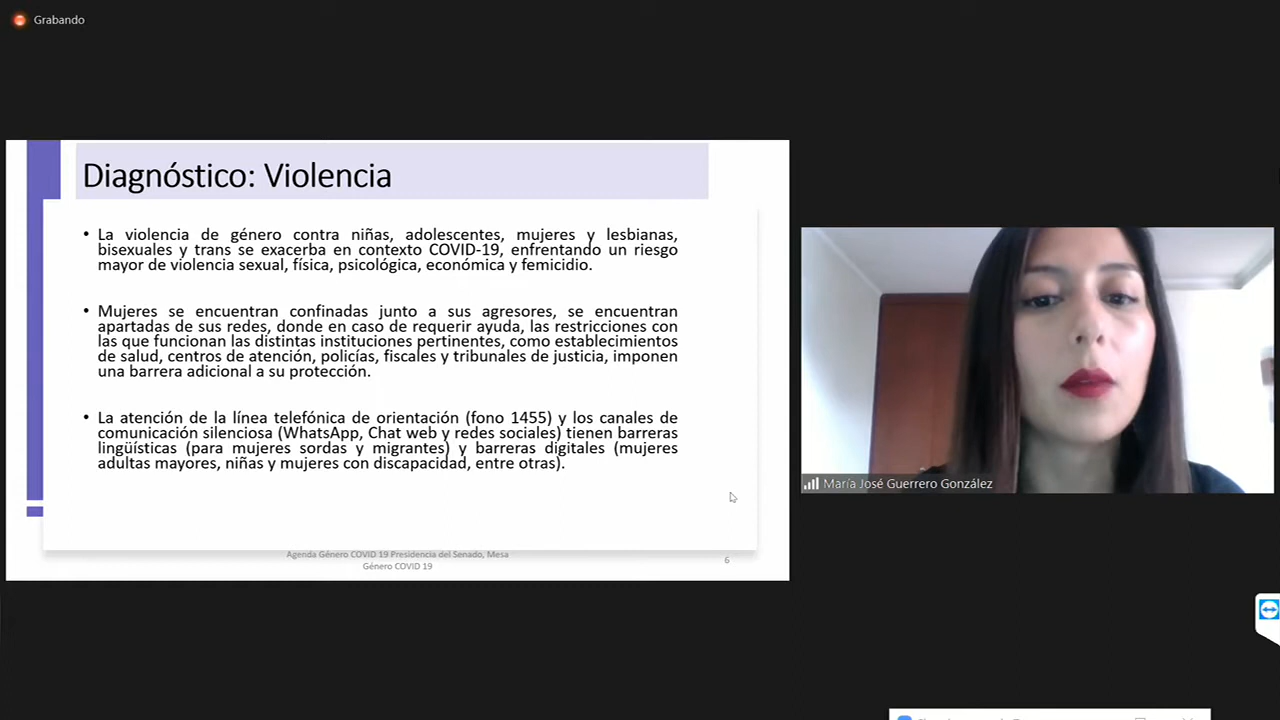 Grabando
Diagnóstico: Violencia
• La violencia de género contra niñas, adolescentes, mujeres y lesbianas,
bisexuales y trans se exacerba en contexto COVID-19, enfrentando un riesgo
mayor de violencia sexual, física, psicológica, económica y femicidio.
• Mujeres se encuentran confinadas junto a sus agresores, se encuentran
apartadas de sus redes, donde en caso de requerir ayuda, las restricciones con
las que funcionan las distintas instituciones pertinentes, como establecimientos
de salud, centros de atención, policías, fiscales y tribunales de justicia, imponen
una barrera adicional a su protección.
• La atención de la línea telefónica de orientación (fono 1455) y los canales de
comunicación silenciosa (WhatsApp, Chat web y redes sociales) tienen barreras
lingüísticas (para mujeres sordas y migrantes) y barreras digitales (mujeres
adultas mayores, niñas y mujeres con discapacidad, entre otras).
Agenda Género COVID 19 Presidencia del Senado, Mesa
Género COVID 19
6
María José Guerrero González